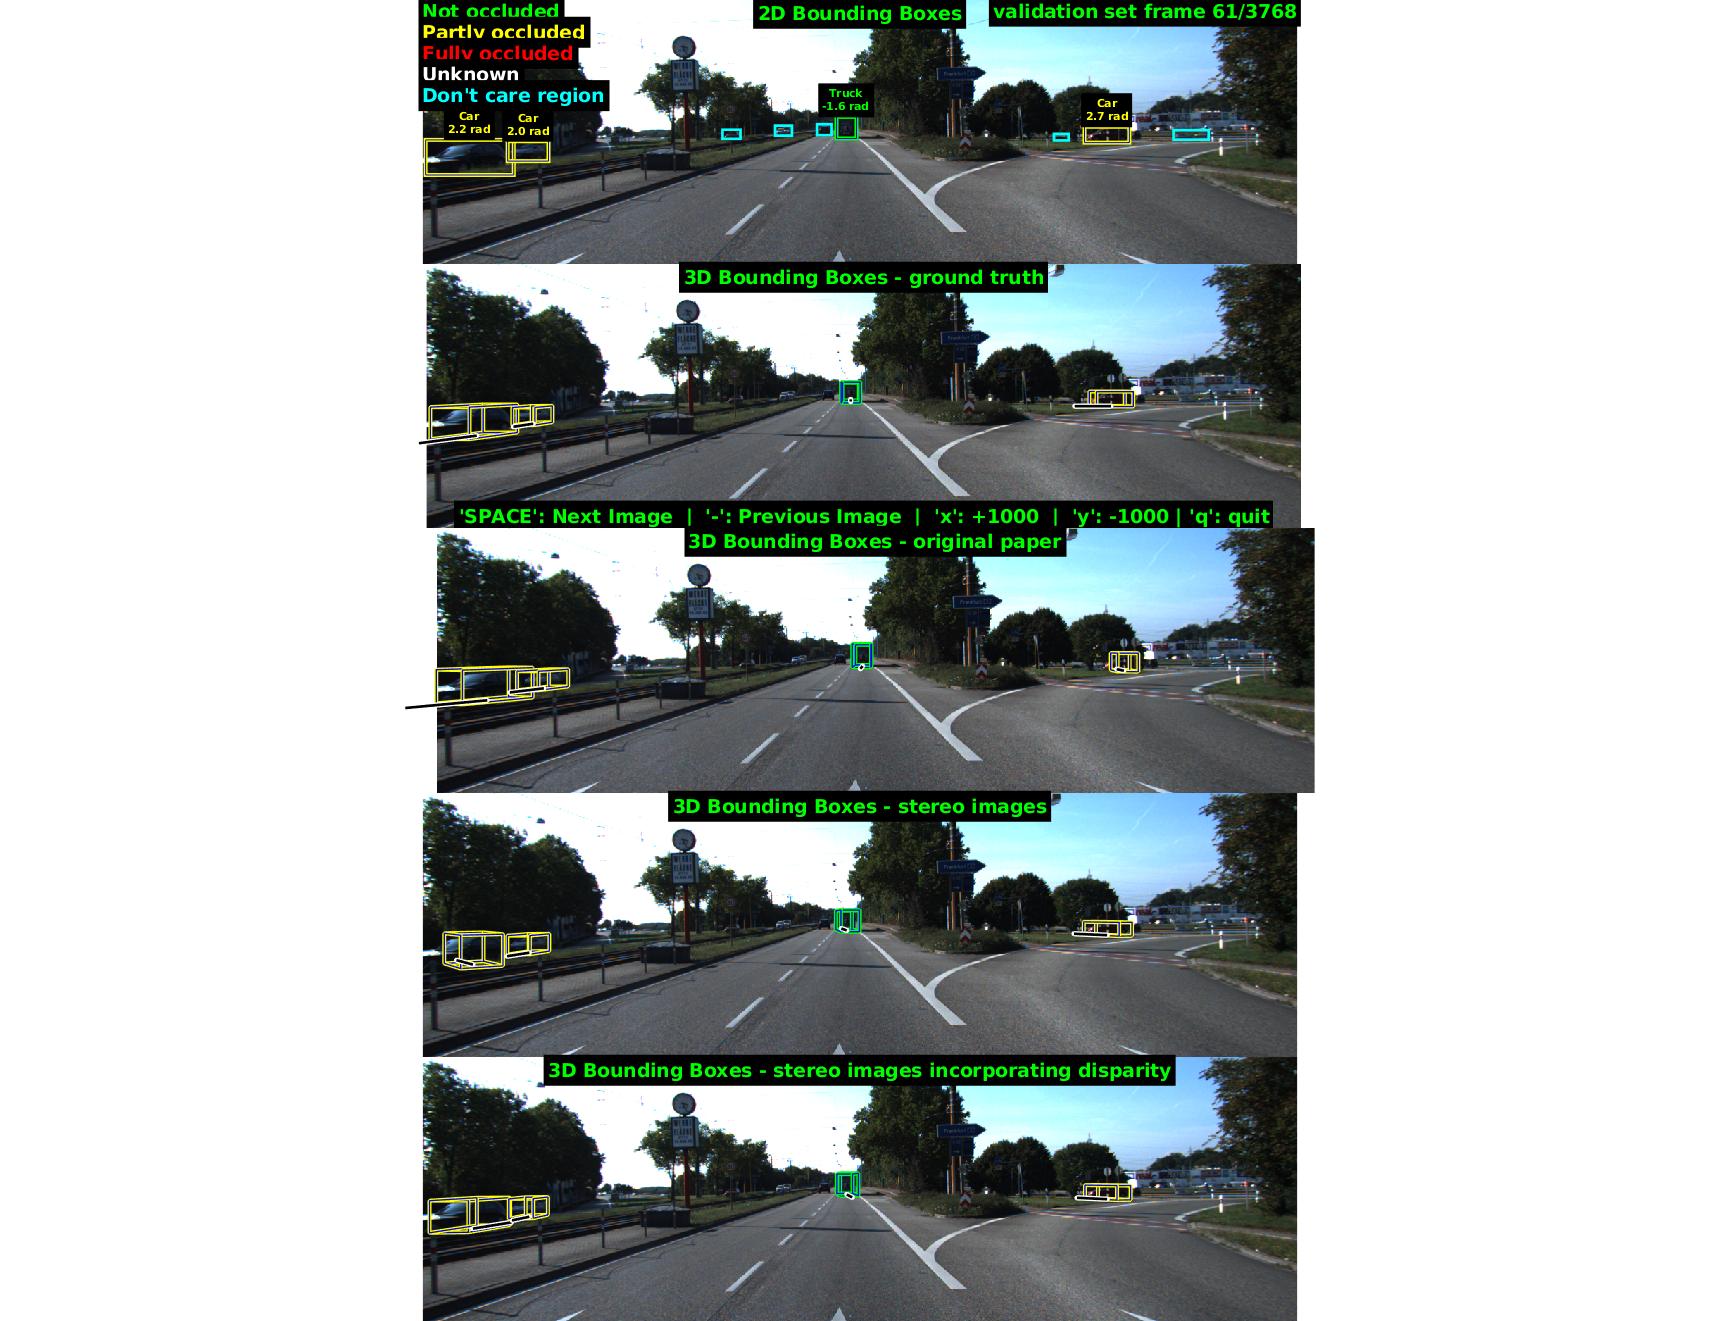 Not occluded
2D Bounding Boxes
validation set frame 61/3768
Partly occluded
Fully occluded
Unknown
Don't care region
Truck
-1.6 rad
Car
2.2 rad
Car
2.0 rad
Car
2.7 rad
3D Bounding Boxes - ground truth
'SPACE': Next Image | '-': Previous Image | 'x': +1000 | 'y': -1000 | 'q': quit
3D Bounding Boxes - original paper
3D Bounding Boxes - stereo images
3D Bounding Boxes - stereo images incorporating disparity